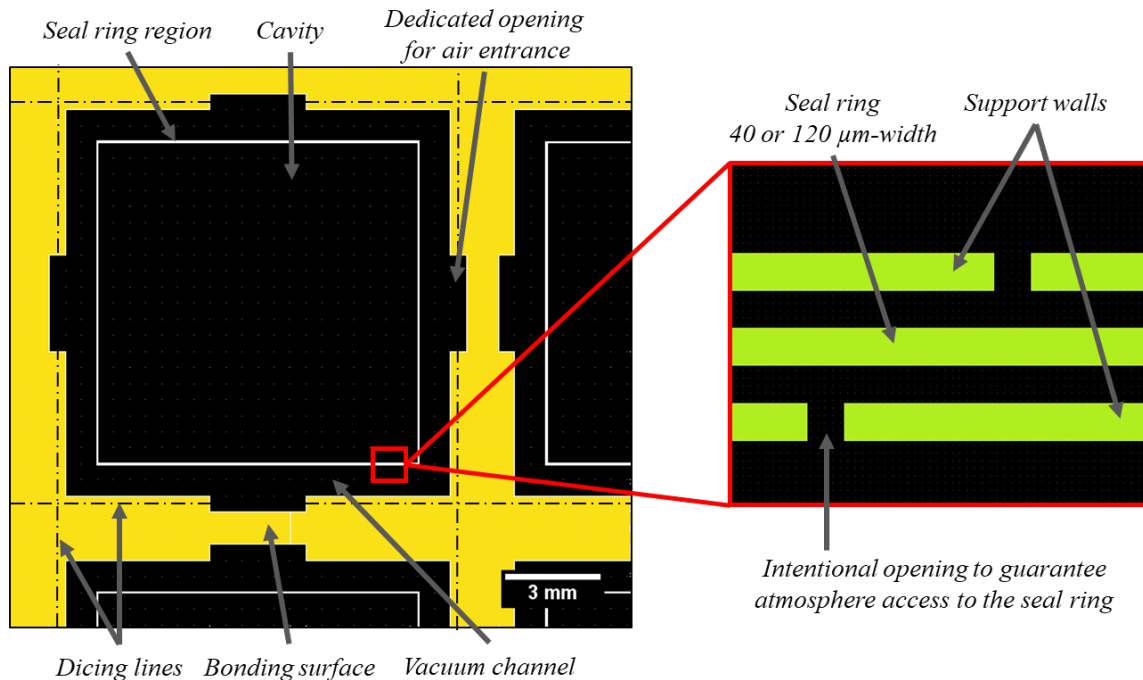 Seal ring region
Cavity
Dedicated opening
for air entrance
Seal ring
40 or 120 µm-width
Support walls
3 mm
Intentional opening to guarantee
atmosphere access to the seal ring
Dicing lines
Bonding surface
Vacuum channel